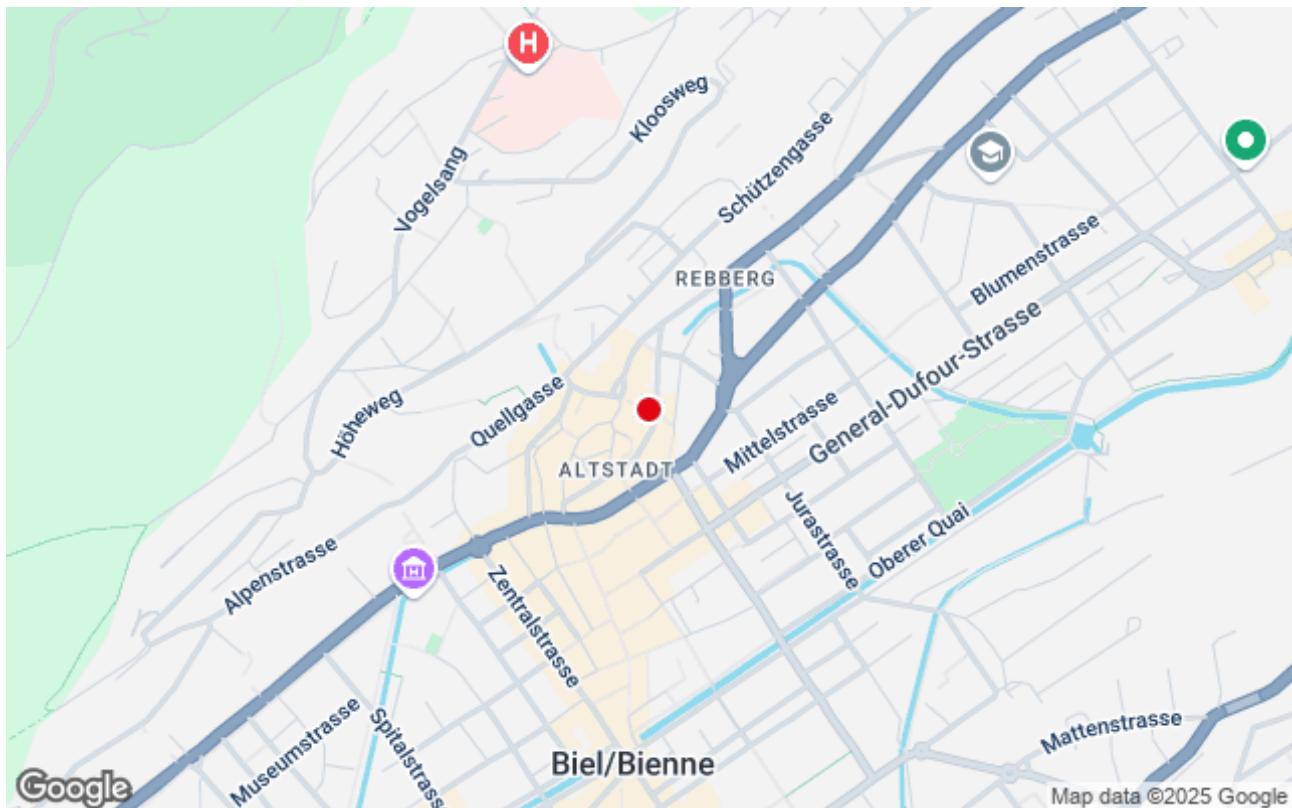 H
Kloosweg
Vogelsang
Schützengasse
REBBERG
Blumenstrasse
General-Dufour-Strasse
Höheweg
Quellgasse
Mittelstrasse
ALTSTADT
Jurastrasse
Oberer Quai
Alpenstrasse
Zentralstrasse
Museumstrasse
Spitalstrasse
Mattenstrasse
Biel/Bienne
Google
Map data ©2025 Google